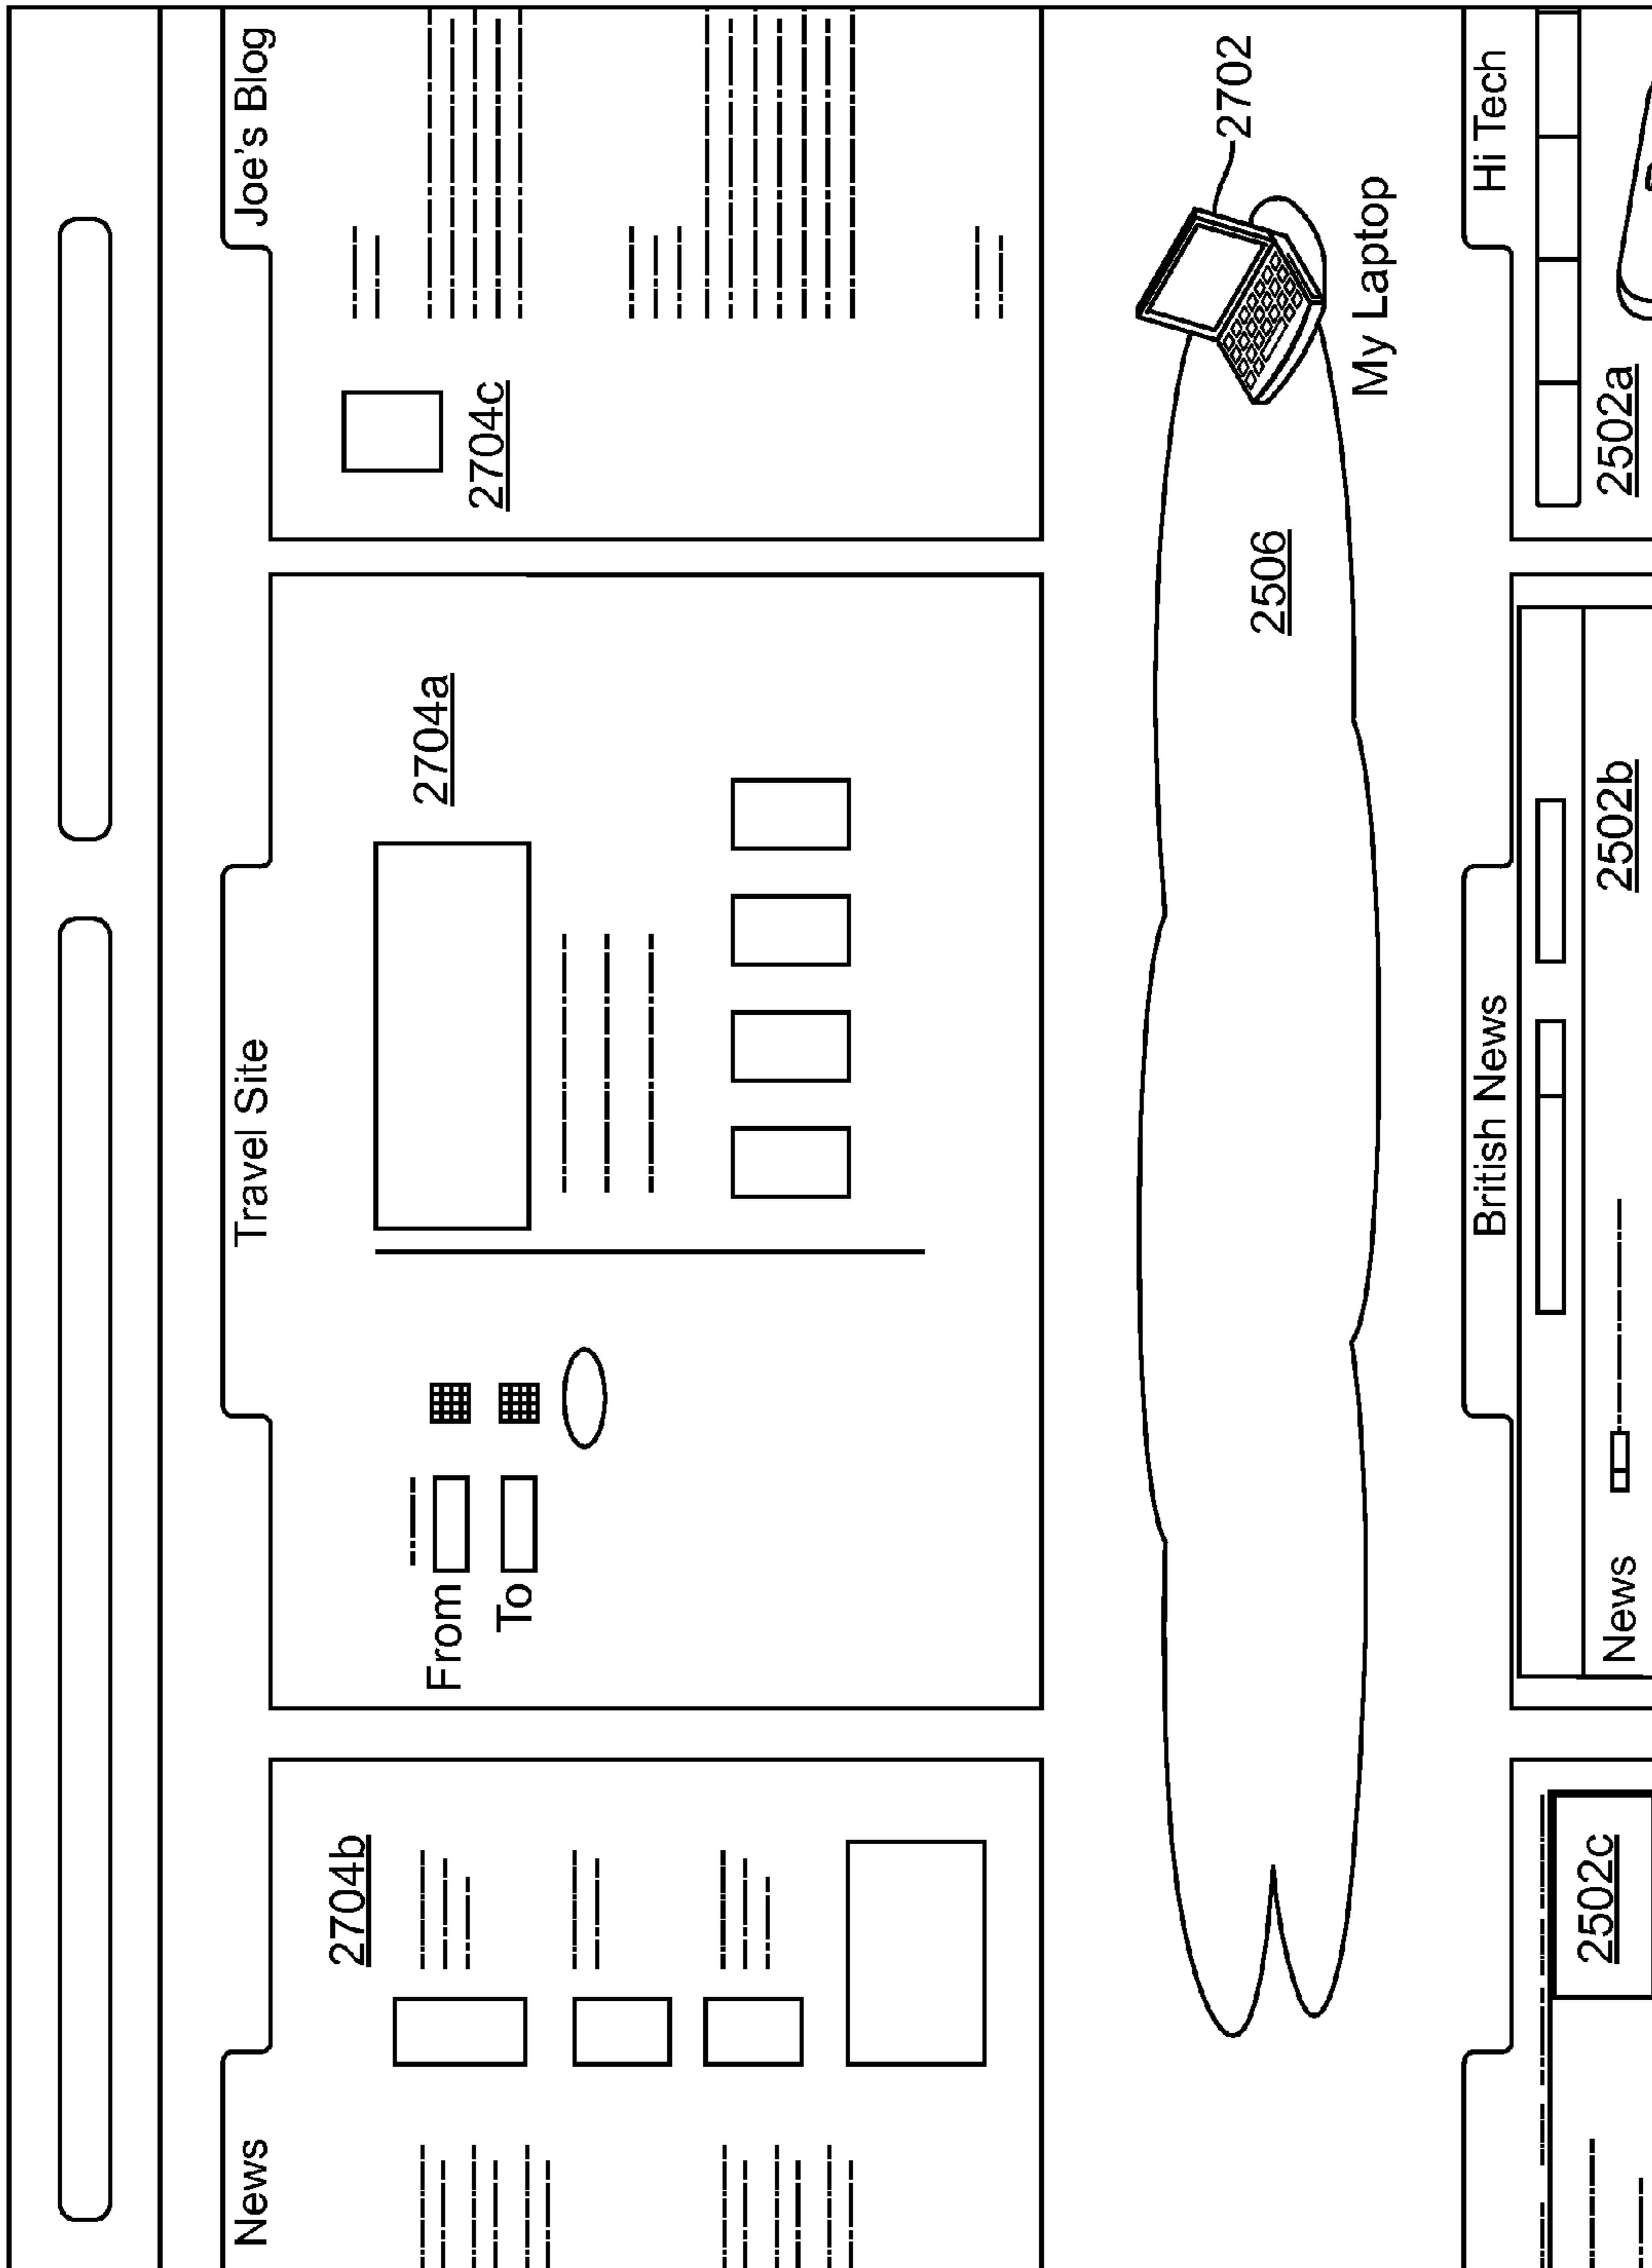 News
Travel Site
Joe's Blog
2704b
2704a
2704c
From
To
2702
2506
My Laptop
British News
Hi Tech
2502c
News
2502b
2502a